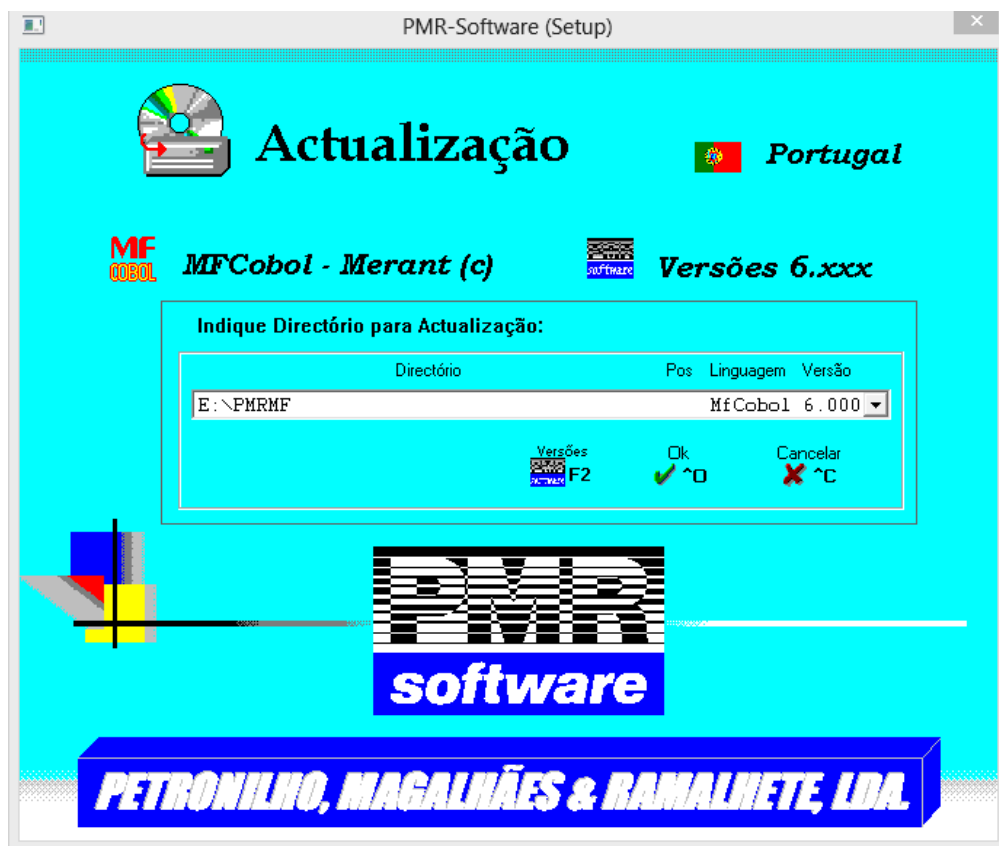 PMR-Software (Setup)
Actualização
Portugal
MF
COBOL
MFCobol - Merant (c)
software
Versões 6.xxx
Indique Directório para Actualização:
Directório Pos Linguagem Versão
E:\PMRMF MfCobol 6.000
Versões
F2
Ok
^O
Cancelar
^C
PMR
software
PETRONILHO, MAGALHÃES & RAMALHETE, LDA.